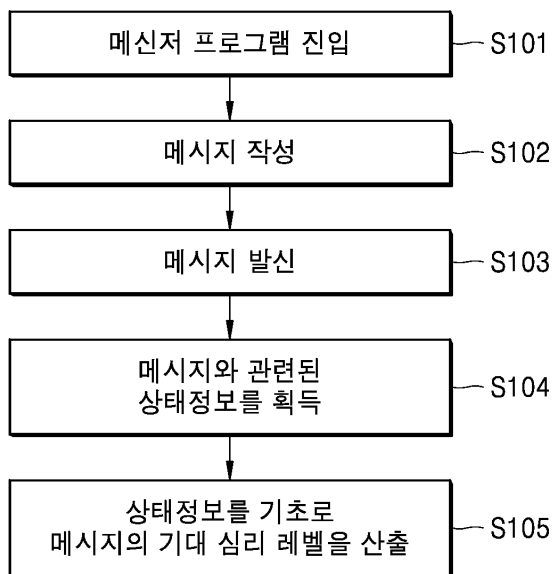 메신저 프로그램 진입
S101
메시지 작성
S102
메시지 발신
S103
메시지와 관련된
상태정보를 획득
S104
상태정보를 기초로
메시지의 기대 심리 레벨을 산출
S105